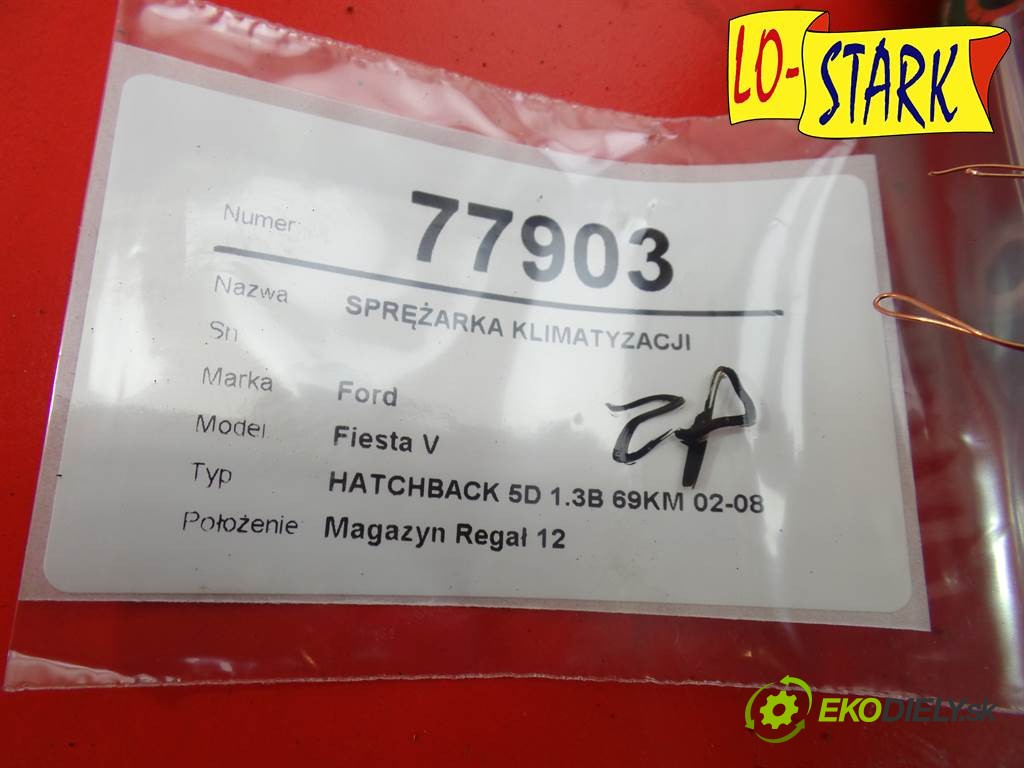 LO-STARK
Numer: 77903
Nazwa SPRĘŻARKA KLIMATYZACJI
Sn
Marka Ford
Model Fiesta V
Typ HATCHBACK 5D 1.3B 69KM 02-08
Położenie Magazyn Regał 12
EKODIELY.sk